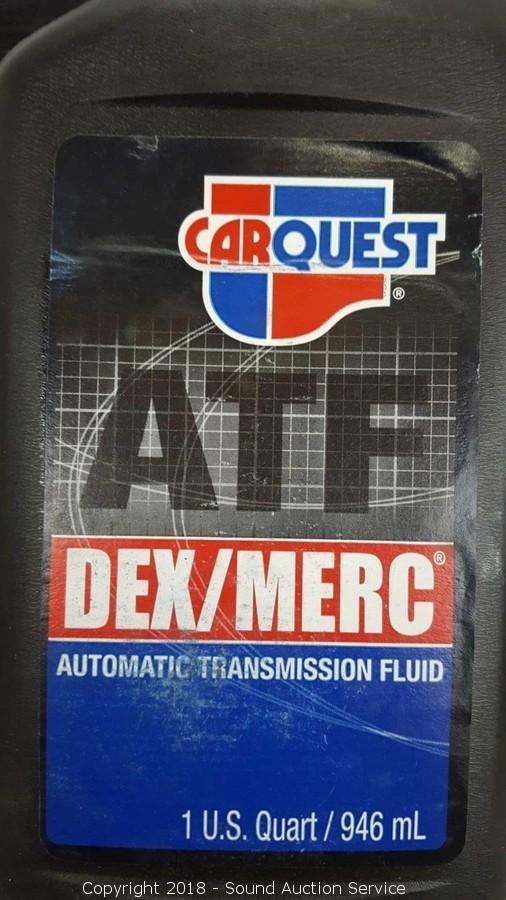 CARQUEST®
ATF
DEX/MERC®
AUTOMATIC TRANSMISSION FLUID
1 U.S. Quart / 946 mL
Copyright 2018 - Sound Auction Service